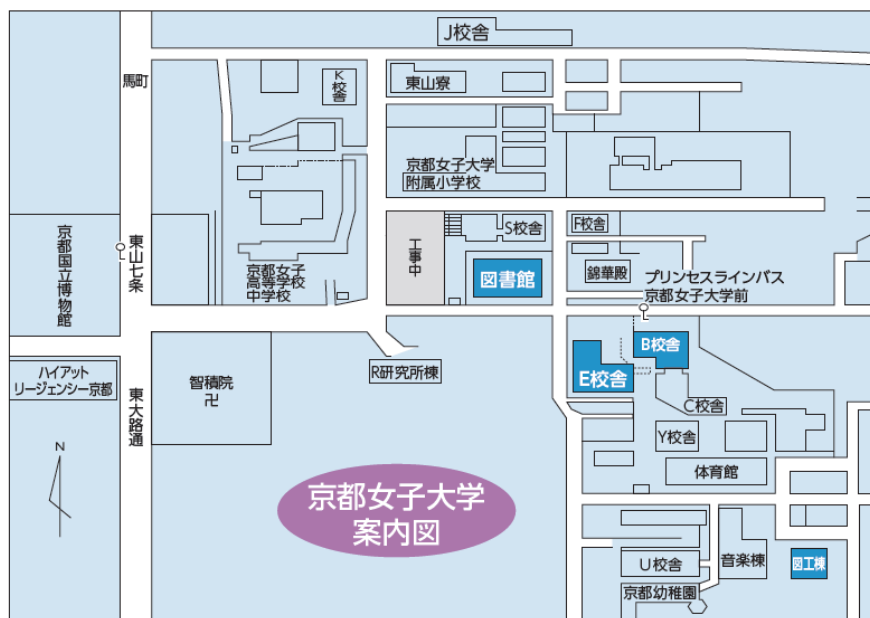 J校舎
馬町
K
校
舎
東山寮
京都女子大学
附属小学校
京都国立博物館
東山七条
京都女子
高等学校
中学校
工事中
S校舎
F校舎
図書館
錦華殿
プリンセスラインバス
京都女子大学前
ハイアット
リージェンシー京都
東大路通
智積院
卍
R研究所棟
B校舎
E校舎
C校舎
Y校舎
体育館
N
京都女子大学
案内図
U校舎
音楽棟
図工棟
京都幼稚園